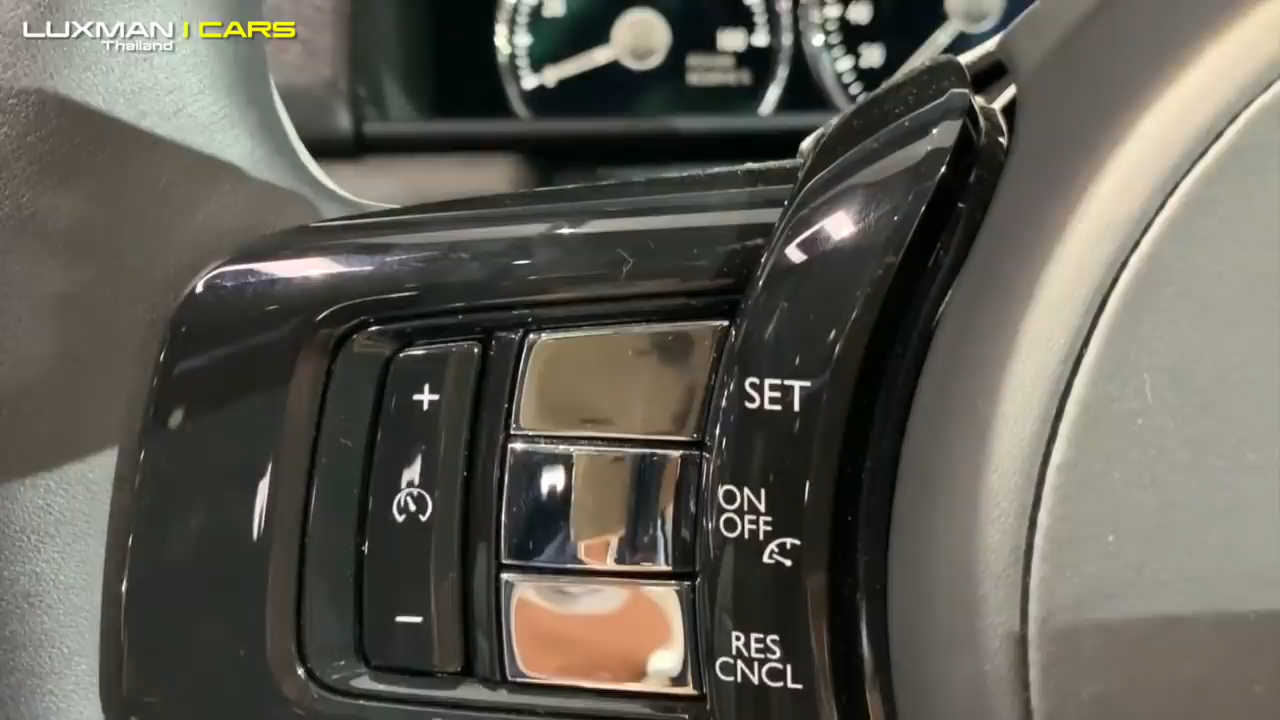 LUXMAN I CARS
Thailand
+
SET
ON
OFF
−
RES
CNCL